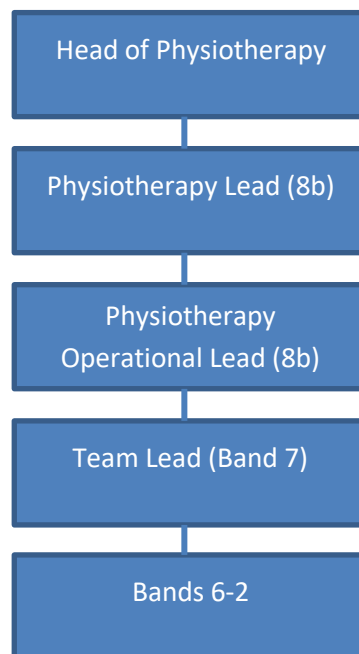 Head of Physiotherapy
Physiotherapy Lead (8b)
Physiotherapy
Operational Lead (8b)
Team Lead (Band 7)
Bands 6-2